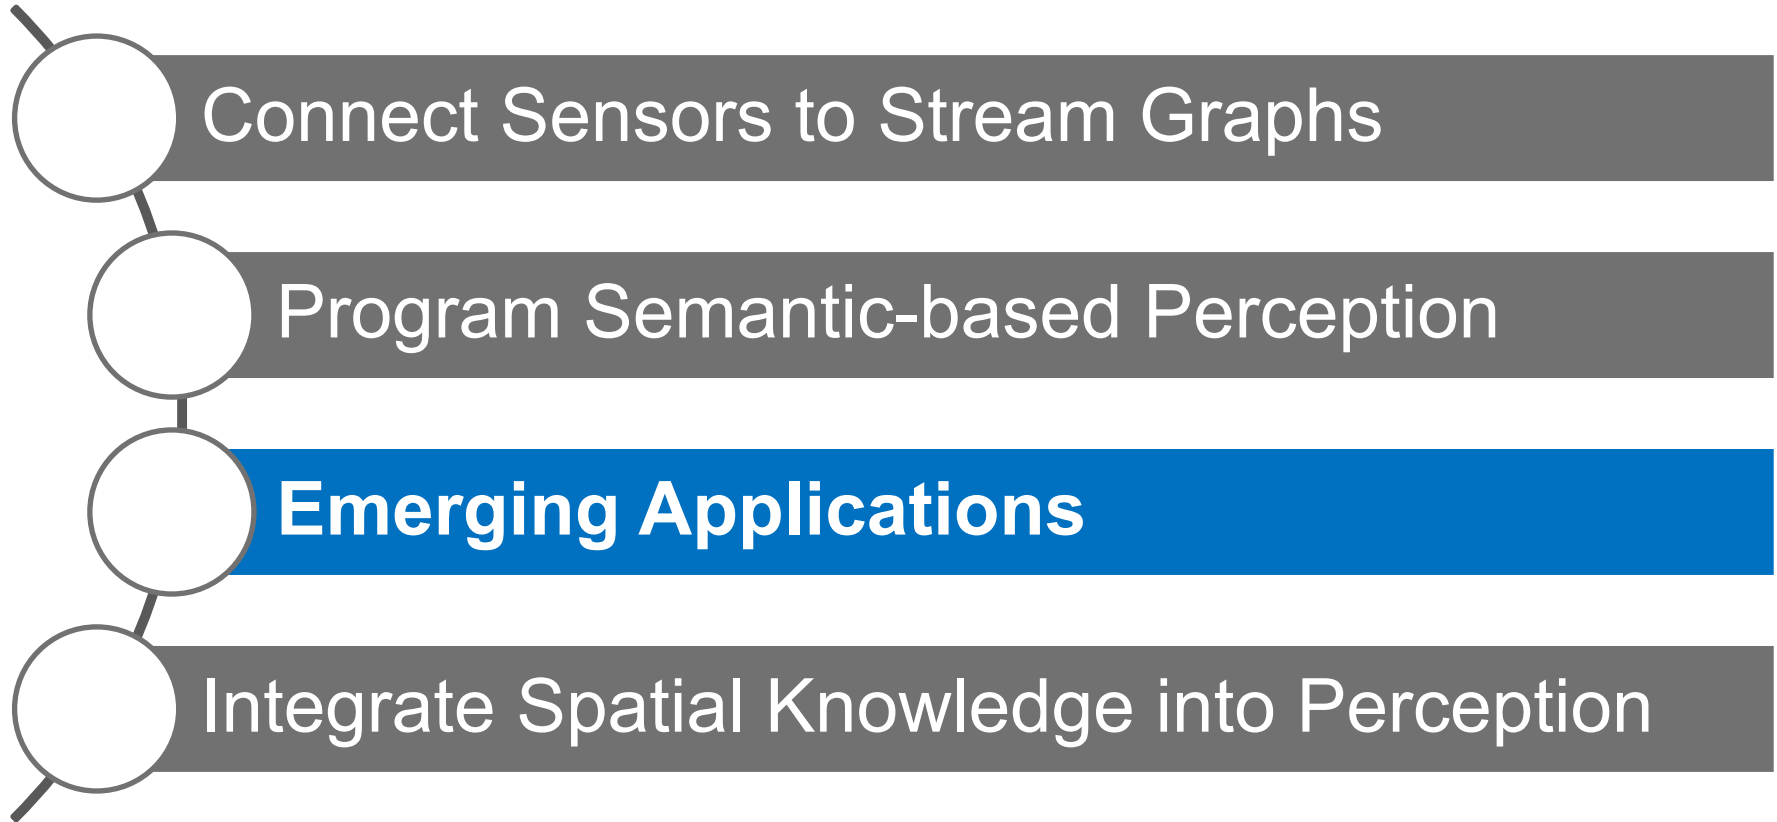 Connect Sensors to Stream Graphs
Program Semantic-based Perception
Emerging Applications
Integrate Spatial Knowledge into Perception